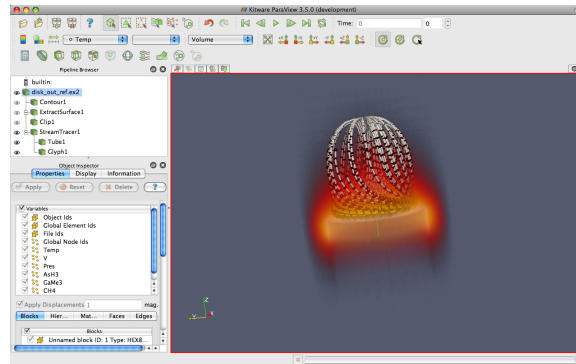 Kitware ParaView 3.5.0 (development)
Time: 0 0
Temp Volume
Pipeline Browser
builtin:
disk_out_ref.ex2
Contour1
ExtractSurface1
Clip1
StreamTracer1
Tube1
Glyph1
Object Inspector
Properties Display Information
Apply Reset Delete ?
Variables
Object Ids
Global Element Ids
File Ids
Global Node Ids
Temp
V
Pres
AsH3
GaMe3
CH4
Apply Displacements 1 mag.
Blocks Hier... Mat... Faces Edges
Blocks
Unnamed block ID: 1 Type: HEX8...